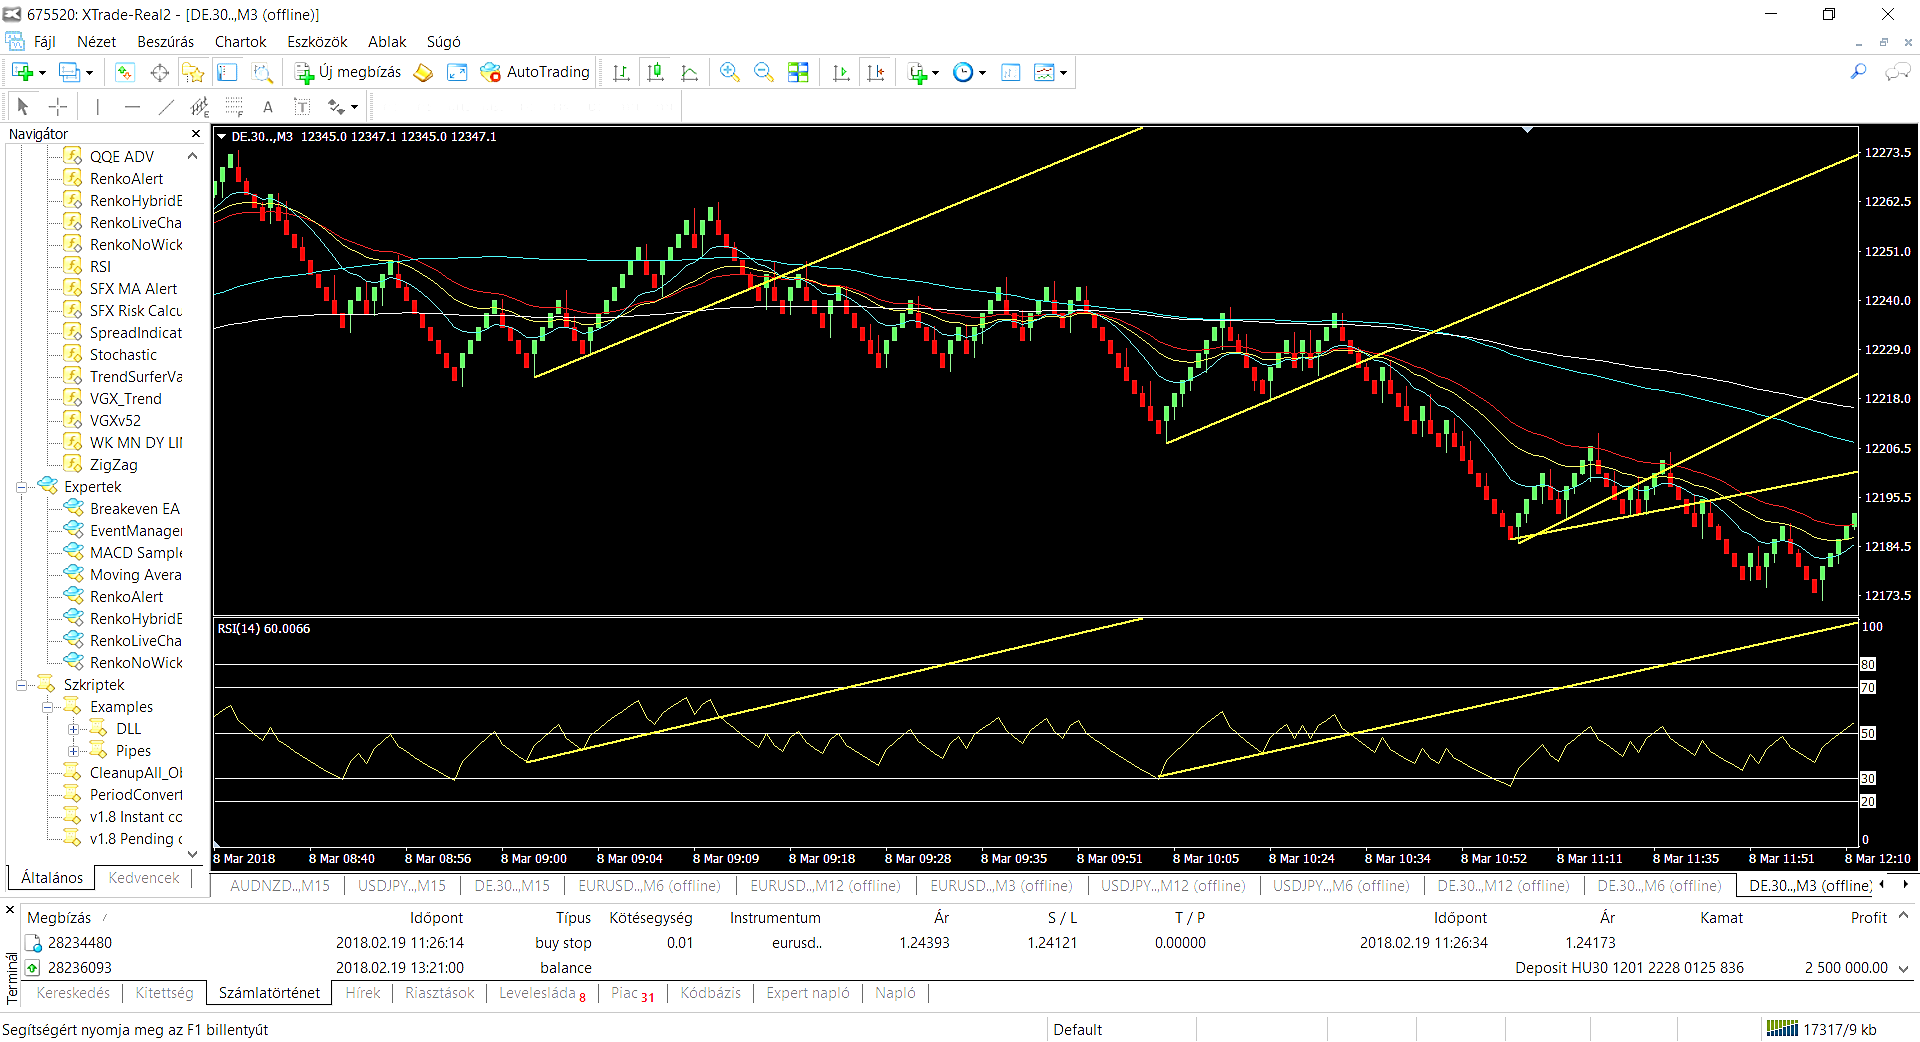 675520: XTrade-Real2 - [DE.30..,M3 (offline)]
Fájl Nézet Beszúrás Chartok Eszközök Ablak Súgó
Új megbízás AutoTrading
A T
Navigátor
QQE ADV
RenkoAlert
RenkoHybridE
RenkoLiveCha
RenkoNoWick
RSI
SFX MA Alert
SFX Risk Calcu
SpreadIndicat
Stochastic
TrendSurferVa
VGX_Trend
VGXv52
WK MN DY LII
ZigZag
Expertek
Breakeven EA
EventManager
MACD Sample
Moving Avera
RenkoAlert
RenkoHybridE
RenkoLiveCha
RenkoNoWick
Szkriptek
Examples
DLL
Pipes
CleanupAll_Ob
PeriodConvert
v1.8 Instant co
v1.8 Pending c
Általános Kedvencek
DE.30..,M3 12345.0 12347.1 12345.0 12347.1
12273.5
12262.5
12251.0
12240.0
12229.0
12218.0
12206.5
12195.5
12184.5
12173.5
RSI(14) 60.0066
100
80
70
50
30
20
0
8 Mar 2018 8 Mar 08:40 8 Mar 08:56 8 Mar 09:00 8 Mar 09:04 8 Mar 09:09 8 Mar 09:18 8 Mar 09:28 8 Mar 09:35 8 Mar 09:51 8 Mar 10:05 8 Mar 10:24 8 Mar 10:34 8 Mar 10:52 8 Mar 11:11 8 Mar 11:35 8 Mar 11:51 8 Mar 12:10
AUDNZD..,M15 USDJPY..,M15 DE.30..,M15 EURUSD..,M6 (offline) EURUSD..,M12 (offline) EURUSD..,M3 (offline) USDJPY..,M12 (offline) USDJPY..,M6 (offline) DE.30..,M12 (offline) DE.30..,M6 (offline) DE.30..,M3 (offline)
Megbízás / Időpont Típus Kötésegység Instrumentum Ár S / L T / P Időpont Ár Kamat Profit
28234480 2018.02.19 11:26:14 buy stop 0.01 eurusd.. 1.24393 1.24121 0.00000 2018.02.19 11:26:34 1.24173
28236093 2018.02.19 13:21:00 balance Deposit HU30 1201 2228 0125 836 2 500 000.00
Terminál
Kereskedés Kitettség Számlatörténet Hírek Riasztások Levelesláda 8 Piac 31 Kódbázis Expert napló Napló
Segítségért nyomja meg az F1 billentyűt Default 17317/9 kb